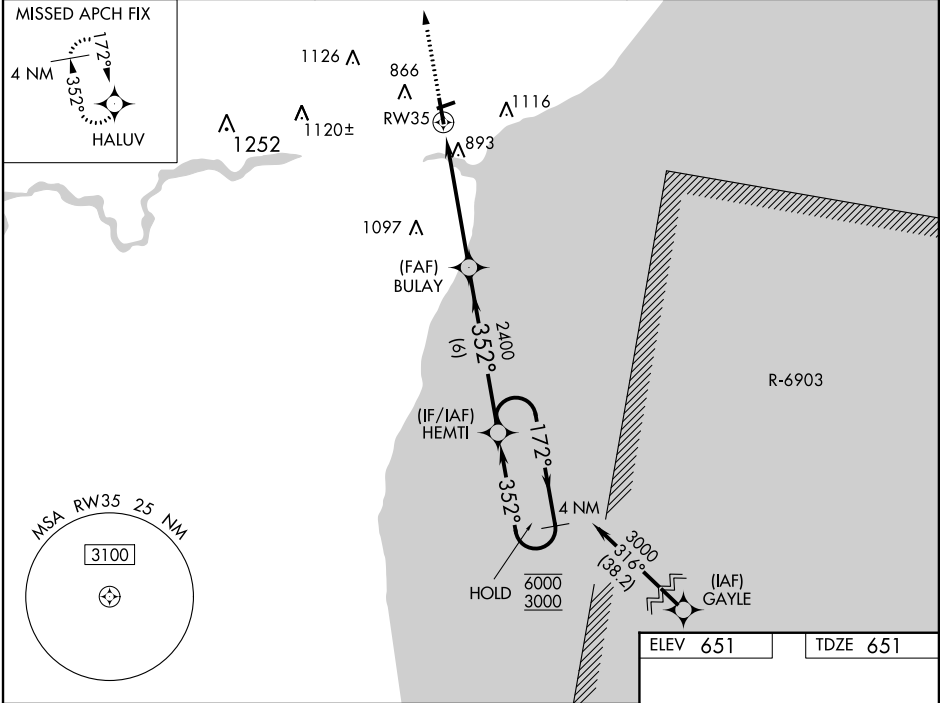 MISSED APCH FIX
4 NM
172°
352°
HALUV
1126
866
1116
RW35
1120±
1252
893
1097
(FAF)
BULAY
2400
352°
(6)
R-6903
(IF/IAF)
HEMTI
172°
352°
4 NM
MSA RW35 25 NM
3100
HOLD
6000
3000
3000
316°
(38.2)
(IAF)
GAYLE
ELEV 651
TDZE 651